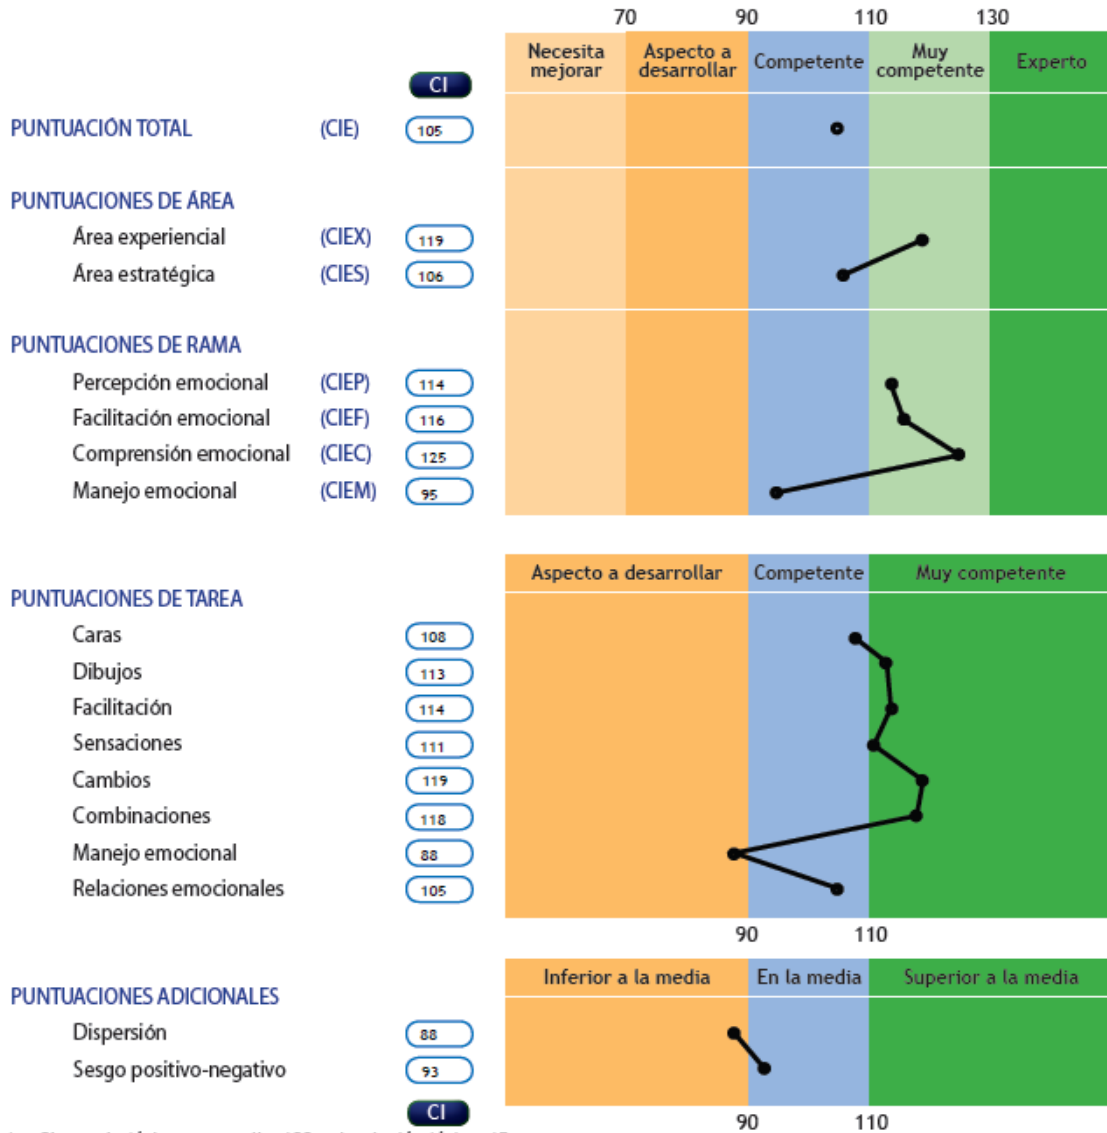 70 90 110 130
Necesita mejorar
Aspecto a desarrollar
Competente
Muy competente
Experto
CI
PUNTUACIÓN TOTAL (CIE) 105
PUNTUACIONES DE ÁREA
Área experiencial (CIEX) 119
Área estratégica (CIES) 106
PUNTUACIONES DE RAMA
Percepción emocional (CIEP) 114
Facilitación emocional (CIEF) 116
Comprensión emocional (CIEC) 125
Manejo emocional (CIEM) 95
Aspecto a desarrollar Competente Muy competente
PUNTUACIONES DE TAREA
Caras 108
Dibujos 113
Facilitación 114
Sensaciones 111
Cambios 119
Combinaciones 118
Manejo emocional 88
Relaciones emocionales 105
90 110
Inferior a la media En la media Superior a la media
PUNTUACIONES ADICIONALES
Dispersión 88
Sesgo positivo-negativo 93
CI
90 110